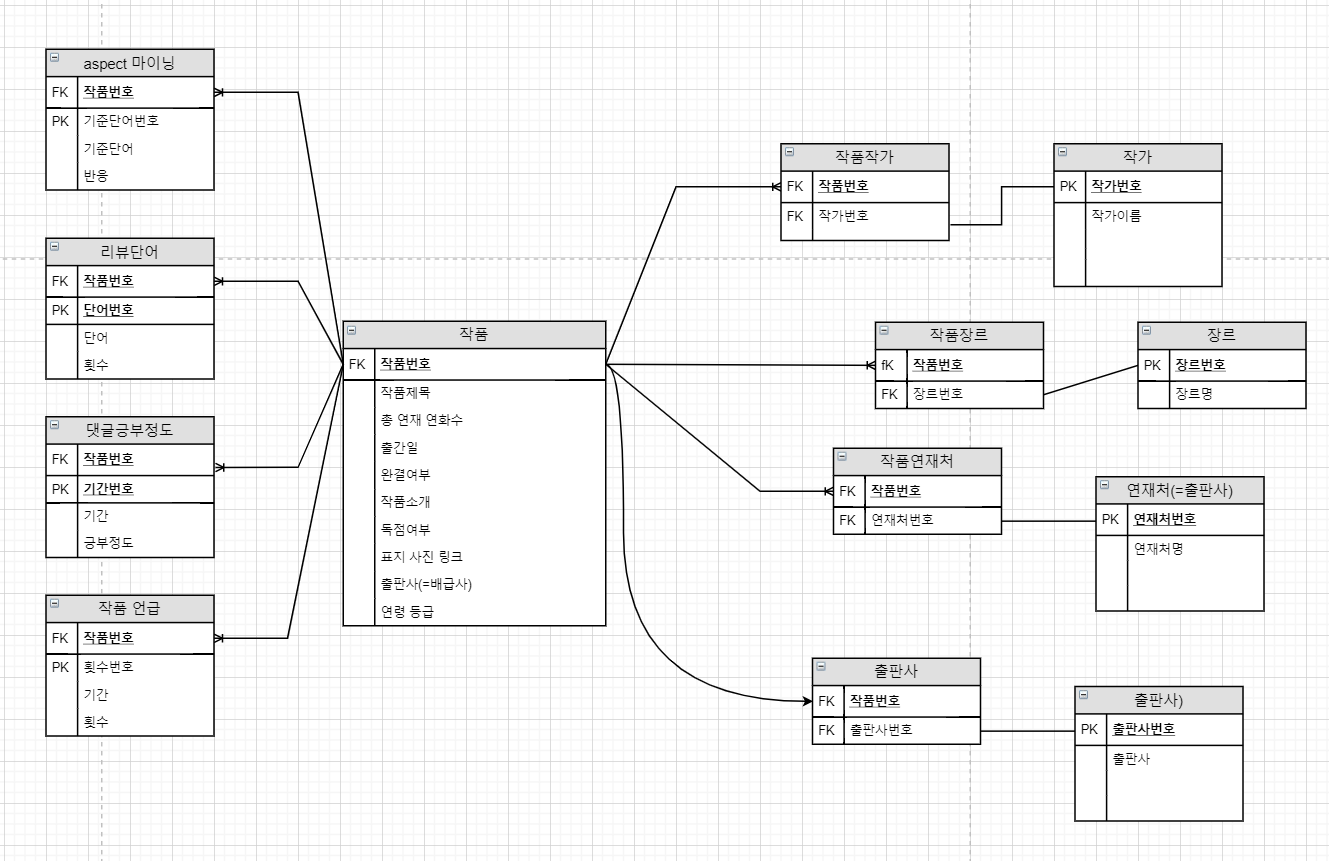 aspect 마이닝
FK 작품번호
PK 기준단어번호
기준단어
반응
리뷰단어
FK 작품번호
PK 단어번호
단어
횟수
댓글긍부정도
FK 작품번호
PK 기간번호
기간
긍부정도
작품 언급
FK 작품번호
PK 횟수번호
기간
횟수
작품
FK 작품번호
작품제목
총 연재 연화수
출간일
완결여부
작품소개
독점여부
표지 사진 링크
출판사(=배급사)
연령 등급
작품작가
FK 작품번호
FK 작가번호
작가
PK 작가번호
작가이름
작품장르
fK 작품번호
FK 장르번호
장르
PK 장르번호
장르명
작품연재처
FK 작품번호
FK 연재처번호
연재처(=출판사)
PK 연재처번호
연재처명
출판사
FK 작품번호
FK 출판사번호
출판사)
PK 출판사번호
출판사